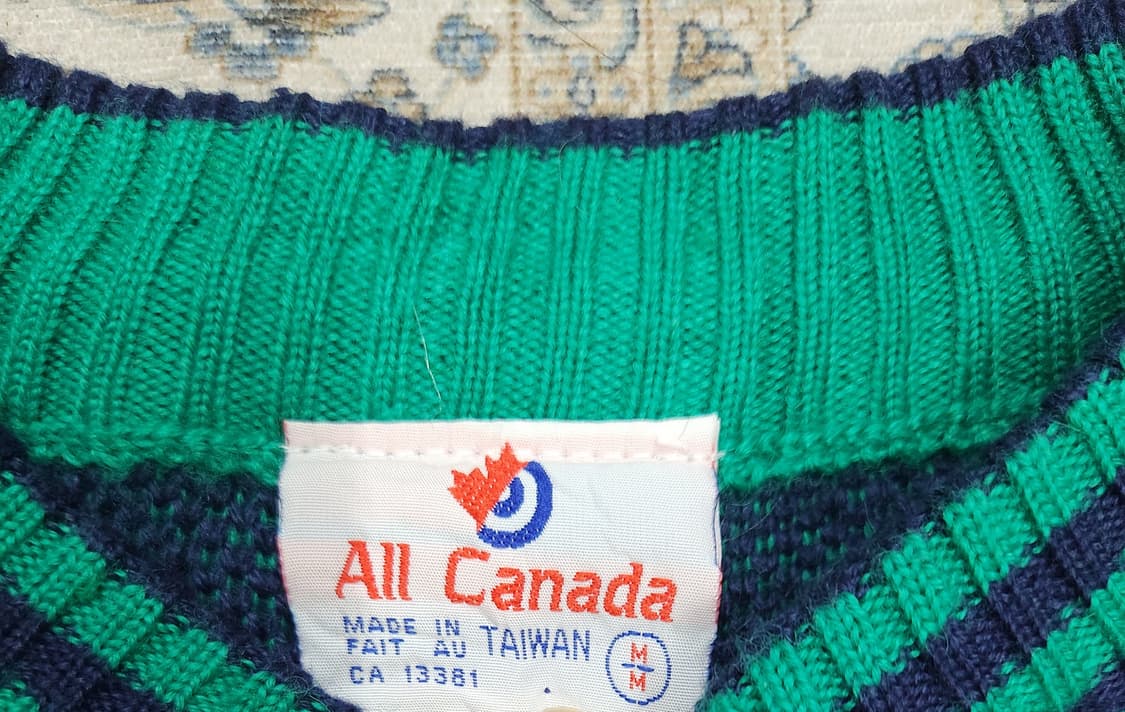 All Canada
MADE IN
FAIT AU TAIWAN
CA 13381
M
M